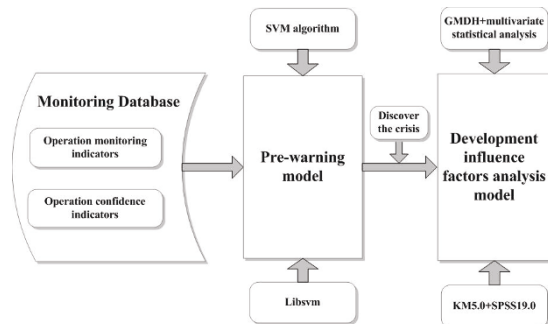 SVM algorithm
GMDH+multivariate
statistical analysis
Monitoring Database
Operation monitoring
indicators
Operation confidence
indicators
Pre-warning
model
Discover
the crisis
Development
influence
factors analysis
model
Libsvm
KM5.0+SPSS19.0